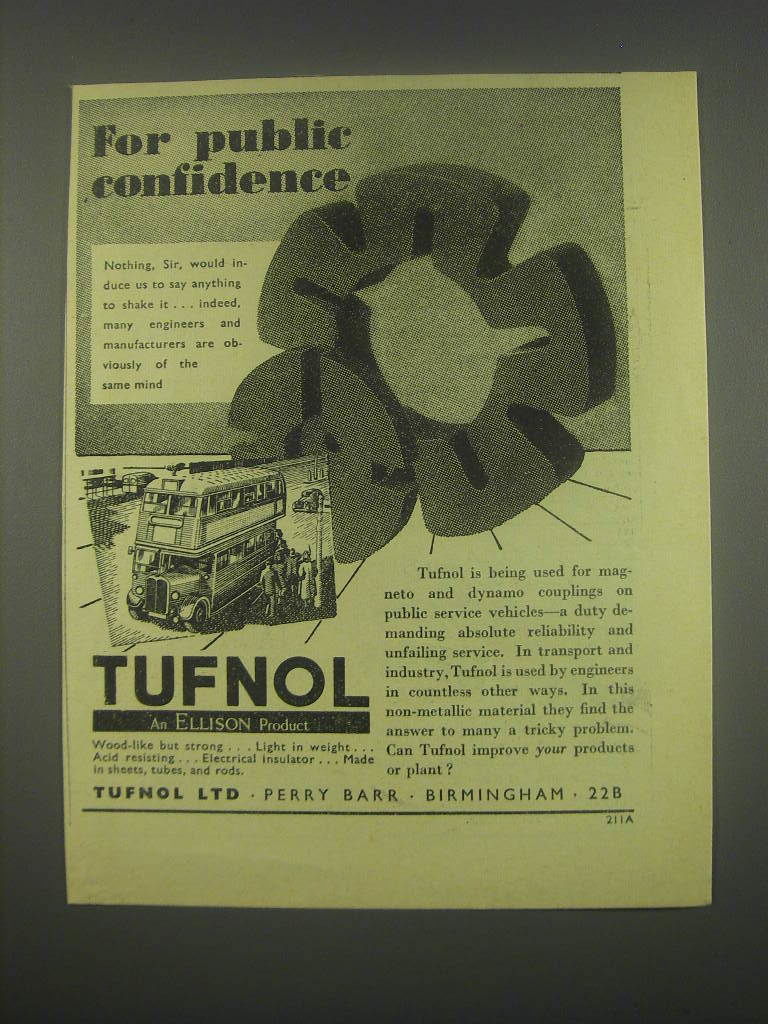 For public
confidence
Nothing, Sir, would in-
duce us to say anything
to shake it . . . indeed,
many engineers and
manufacturers are ob-
viously of the
same mind
Tufnol is being used for mag-
neto and dynamo couplings on
public service vehicles—a duty de-
manding absolute reliability and
unfailing service. In transport and
industry, Tufnol is used by engineers
in countless other ways. In this
non-metallic material they find the
answer to many a tricky problem.
Can Tufnol improve your products
or plant?
TUFNOL
An ELLISON Product
Wood-like but strong . . . Light in weight . . .
Acid resisting . . . Electrical insulator . . . Made
in sheets, tubes, and rods.
TUFNOL LTD · PERRY BARR · BIRMINGHAM · 22B
211A